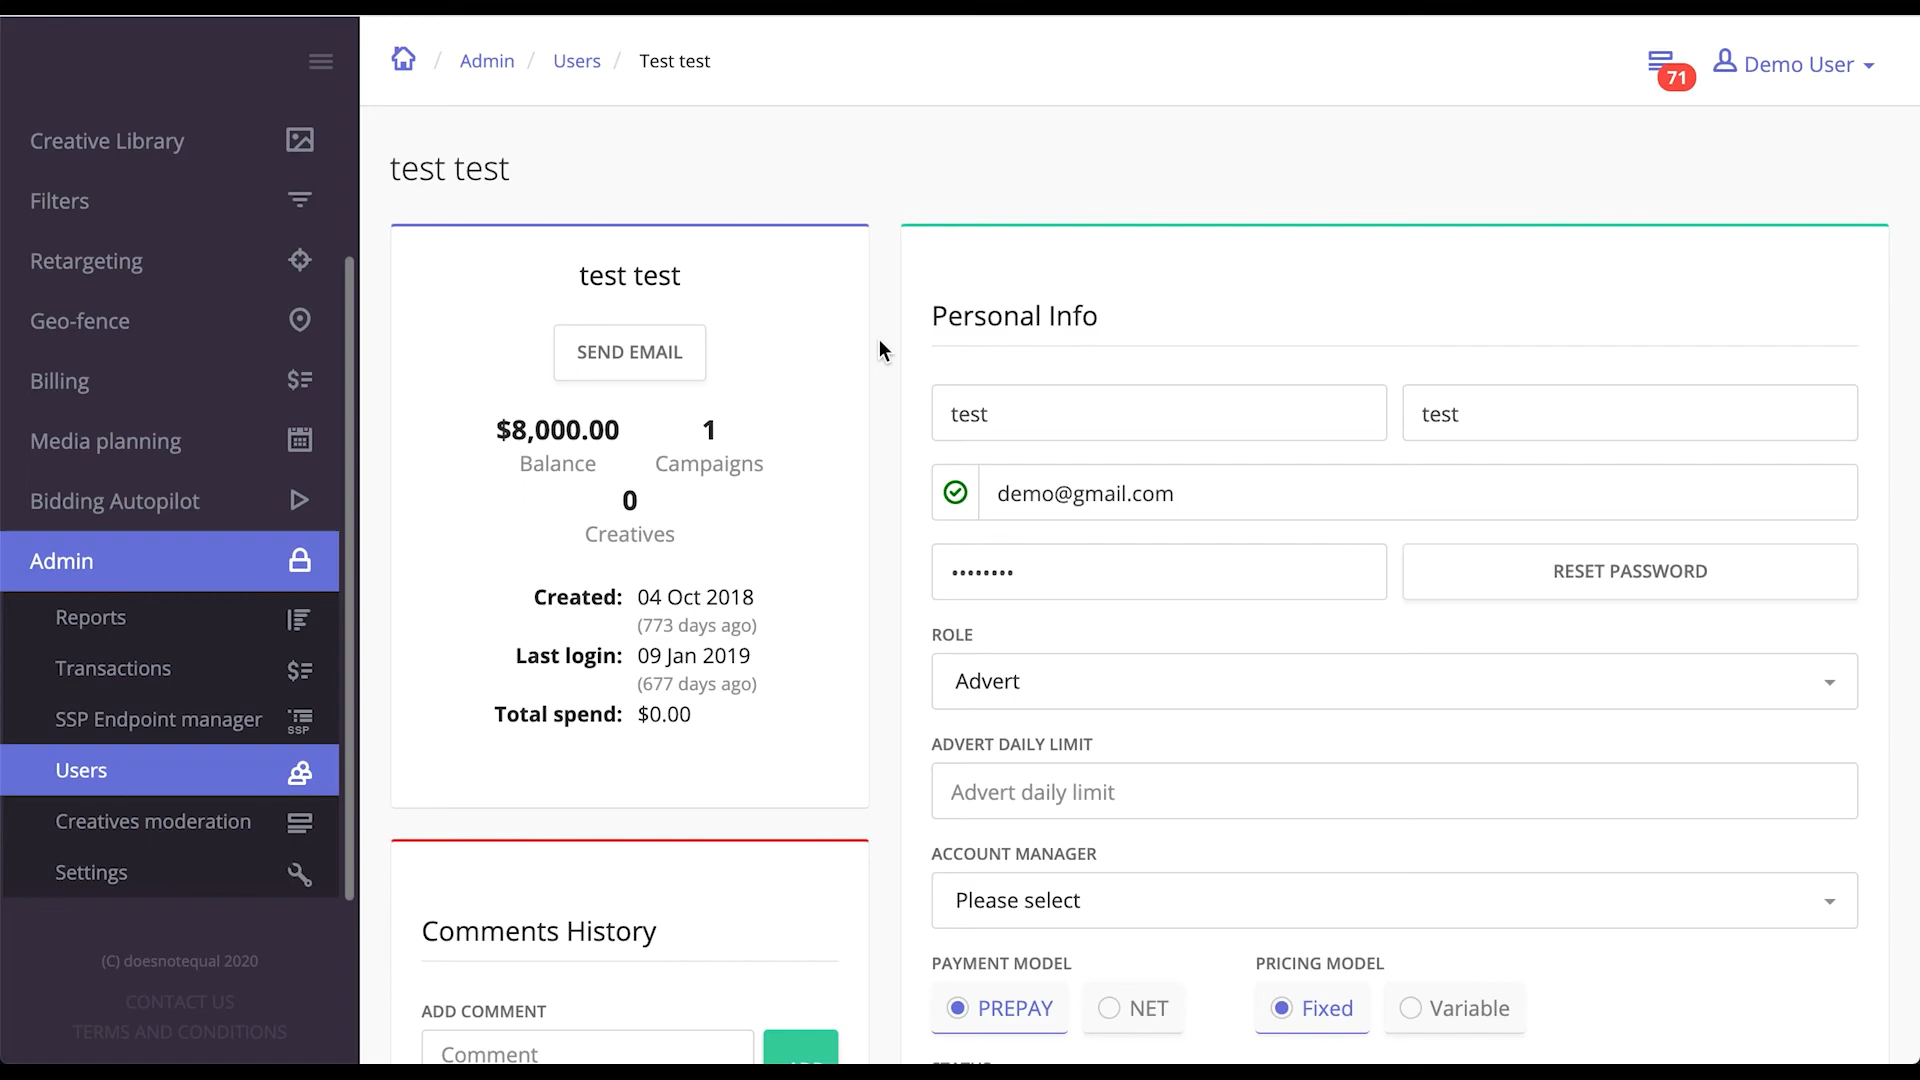 / Admin / Users / Test test
71
Demo User
Creative Library
Filters
Retargeting
Geo-fence
Billing
Media planning
Bidding Autopilot
Admin
Reports
Transactions
SSP Endpoint manager
SSP
Users
Creatives moderation
Settings
(C) doesnotequal 2020
CONTACT US
TERMS AND CONDITIONS
test test
test test
SEND EMAIL
$8,000.00 1
Balance Campaigns
0
Creatives
Created: 04 Oct 2018
(773 days ago)
Last login: 09 Jan 2019
(677 days ago)
Total spend: $0.00
Comments History
ADD COMMENT
Comment
Personal Info
test test
demo@gmail.com
•••••••• RESET PASSWORD
ROLE
Advert
ADVERT DAILY LIMIT
Advert daily limit
ACCOUNT MANAGER
Please select
PAYMENT MODEL PRICING MODEL
PREPAY NET Fixed Variable